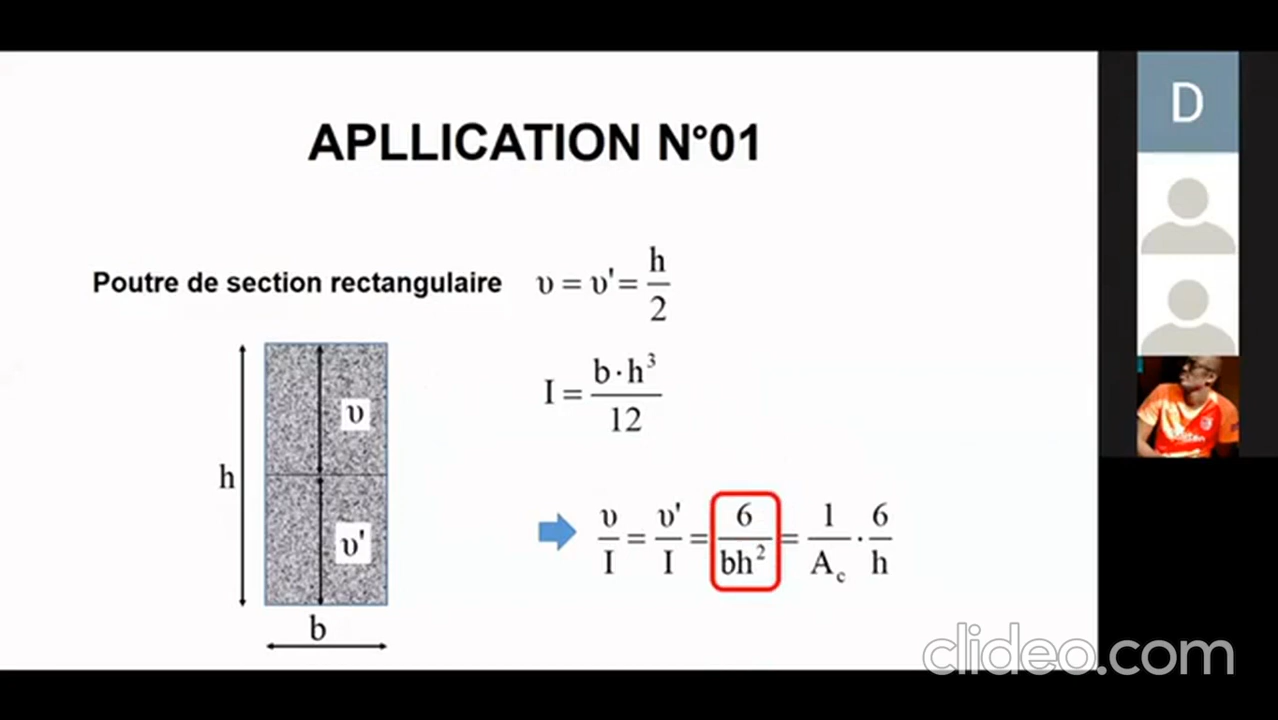 APLLICATION N°01
Poutre de section rectangulaire
υ = υ' = h/2
I = b·h³/12
υ
h
υ'
b
υ/I = υ'/I = 6/bh² = 1/A_c · 6/h
D
clideo.com